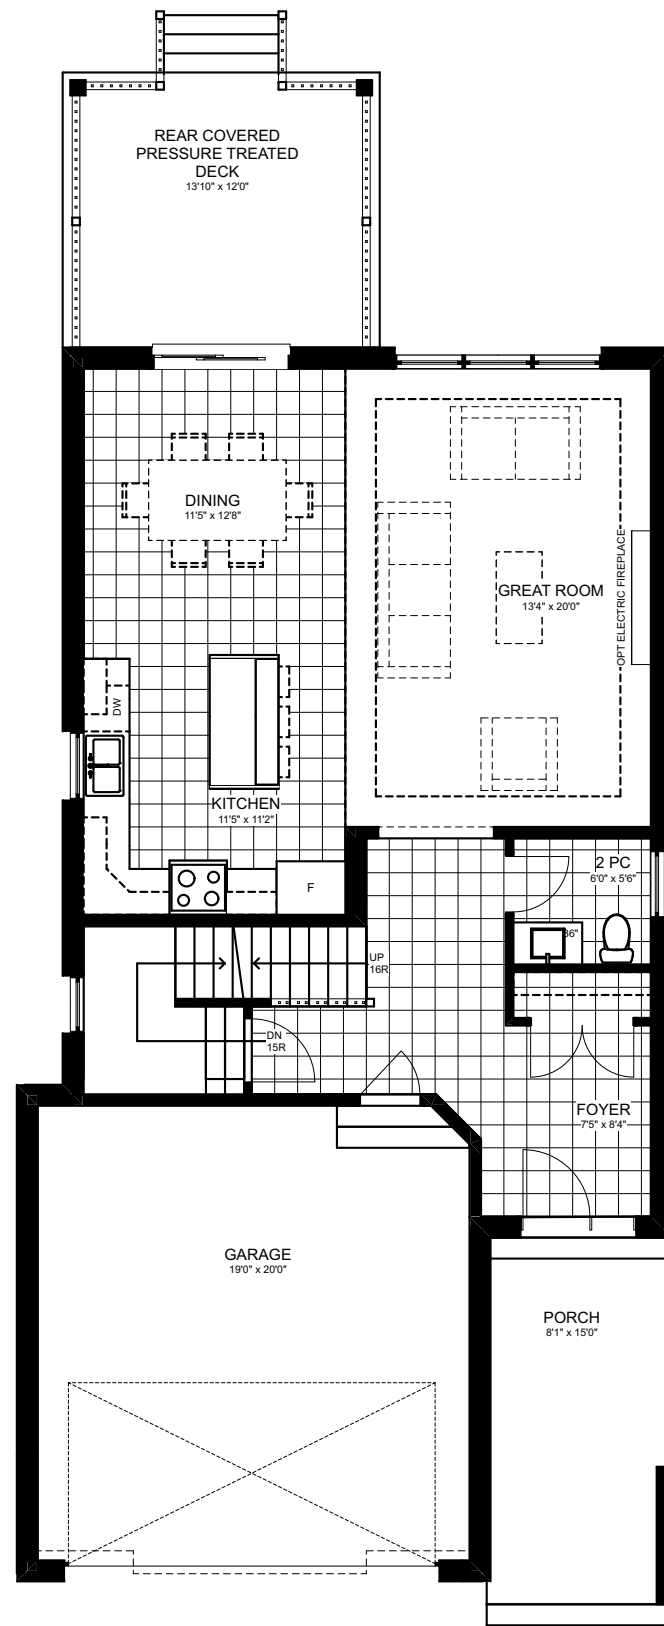 REAR COVERED
PRESSURE TREATED
DECK
13'10" x 12'0"
DINING
11'5" x 12'8"
GREAT ROOM
13'4" x 20'0"
OPT ELECTRIC FIREPLACE
DW
KITCHEN
11'5" x 11'2"
F
2 PC
6'0" x 5'6"
36"
UP
16R
DN
15R
FOYER
7'5" x 8'4"
GARAGE
19'0" x 20'0"
PORCH
8'1" x 15'0"